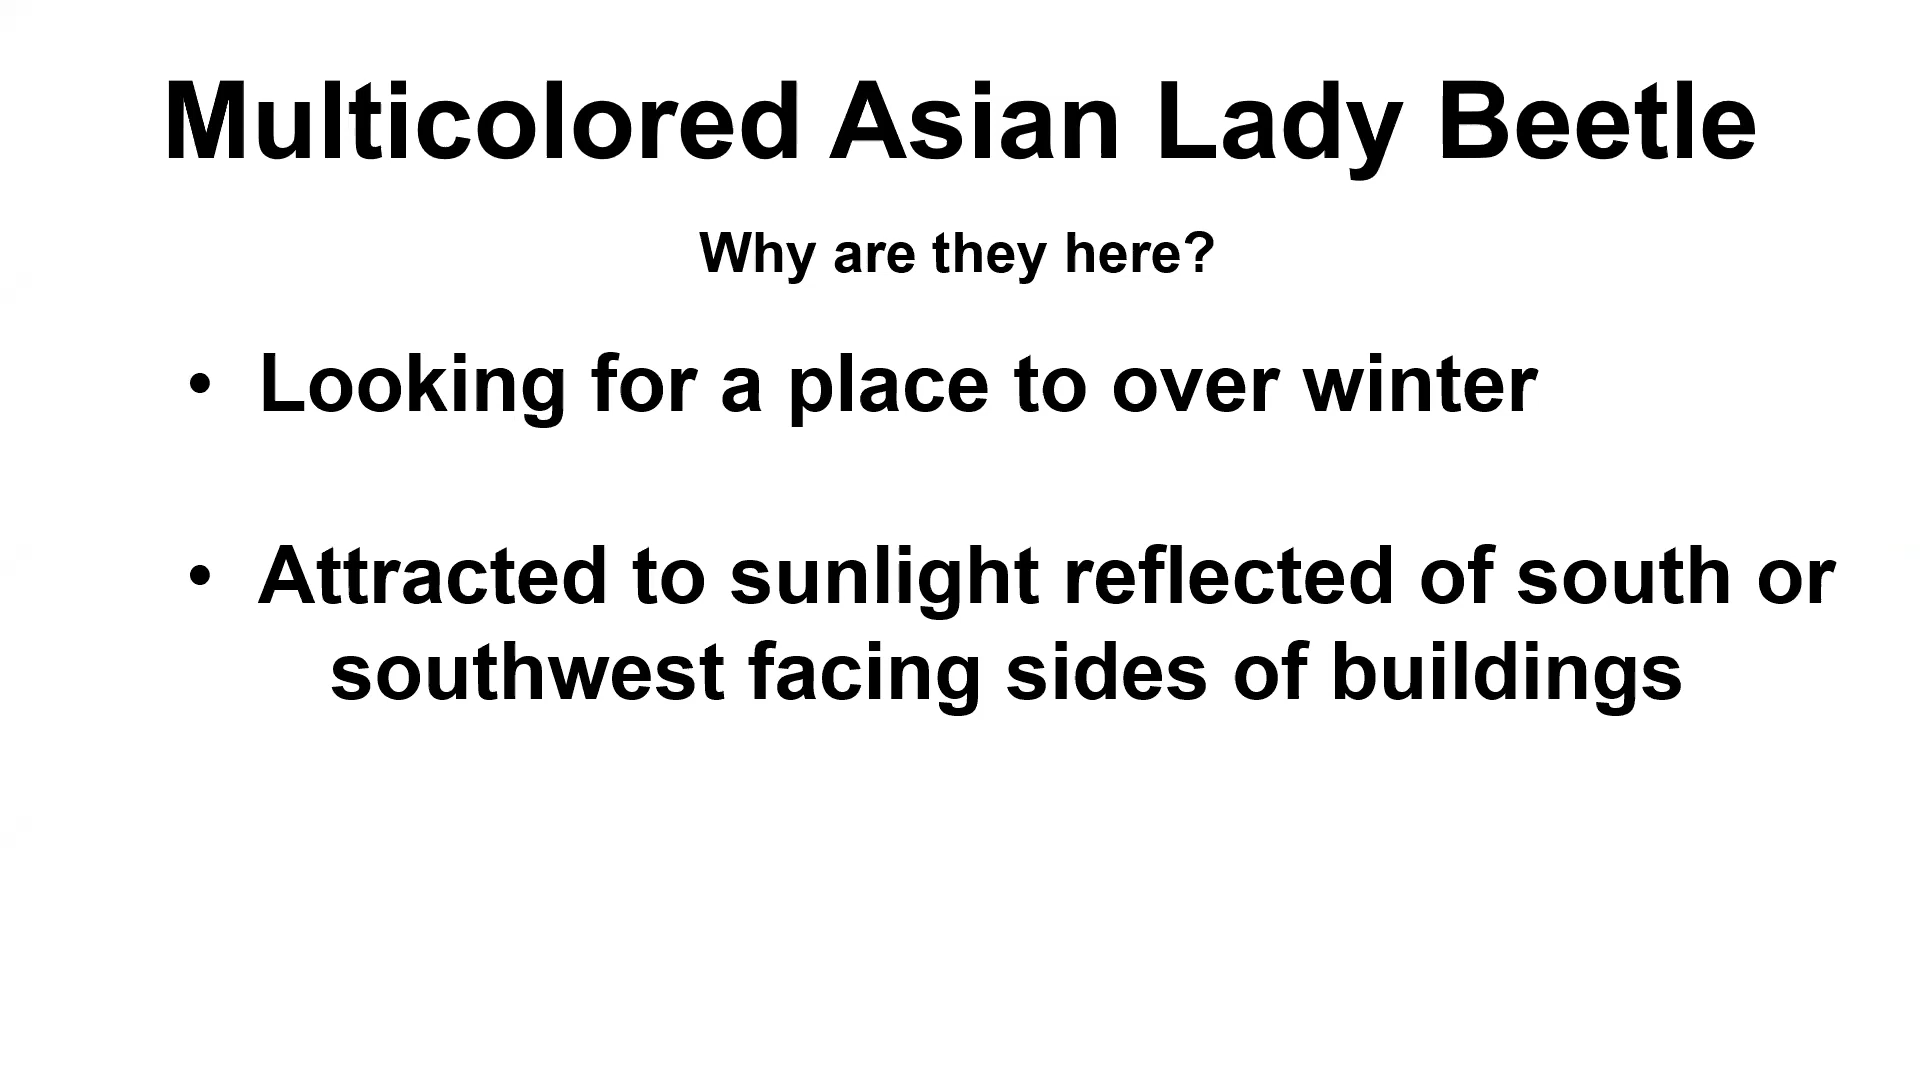 Multicolored Asian Lady Beetle
Why are they here?
• Looking for a place to over winter
• Attracted to sunlight reflected of south or
southwest facing sides of buildings